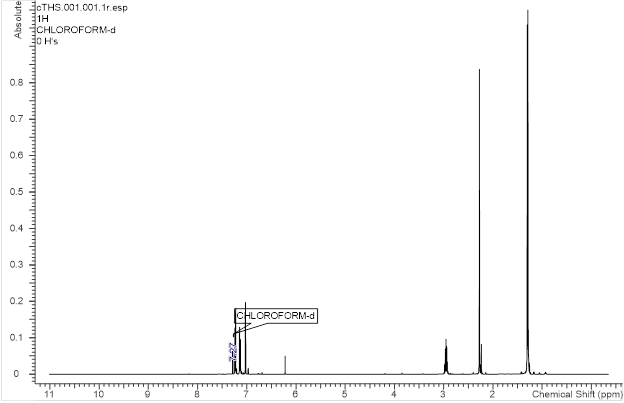 cTHS.001.001.1r.esp
1H
CHLOROFORM-d
0 H's
Absolute
0.8
0.7
0.6
0.5
0.4
0.3
0.2
0.1
0
CHLOROFORM-d
11 10 9 8 7 6 5 4 3 2 1 Chemical Shift (ppm)